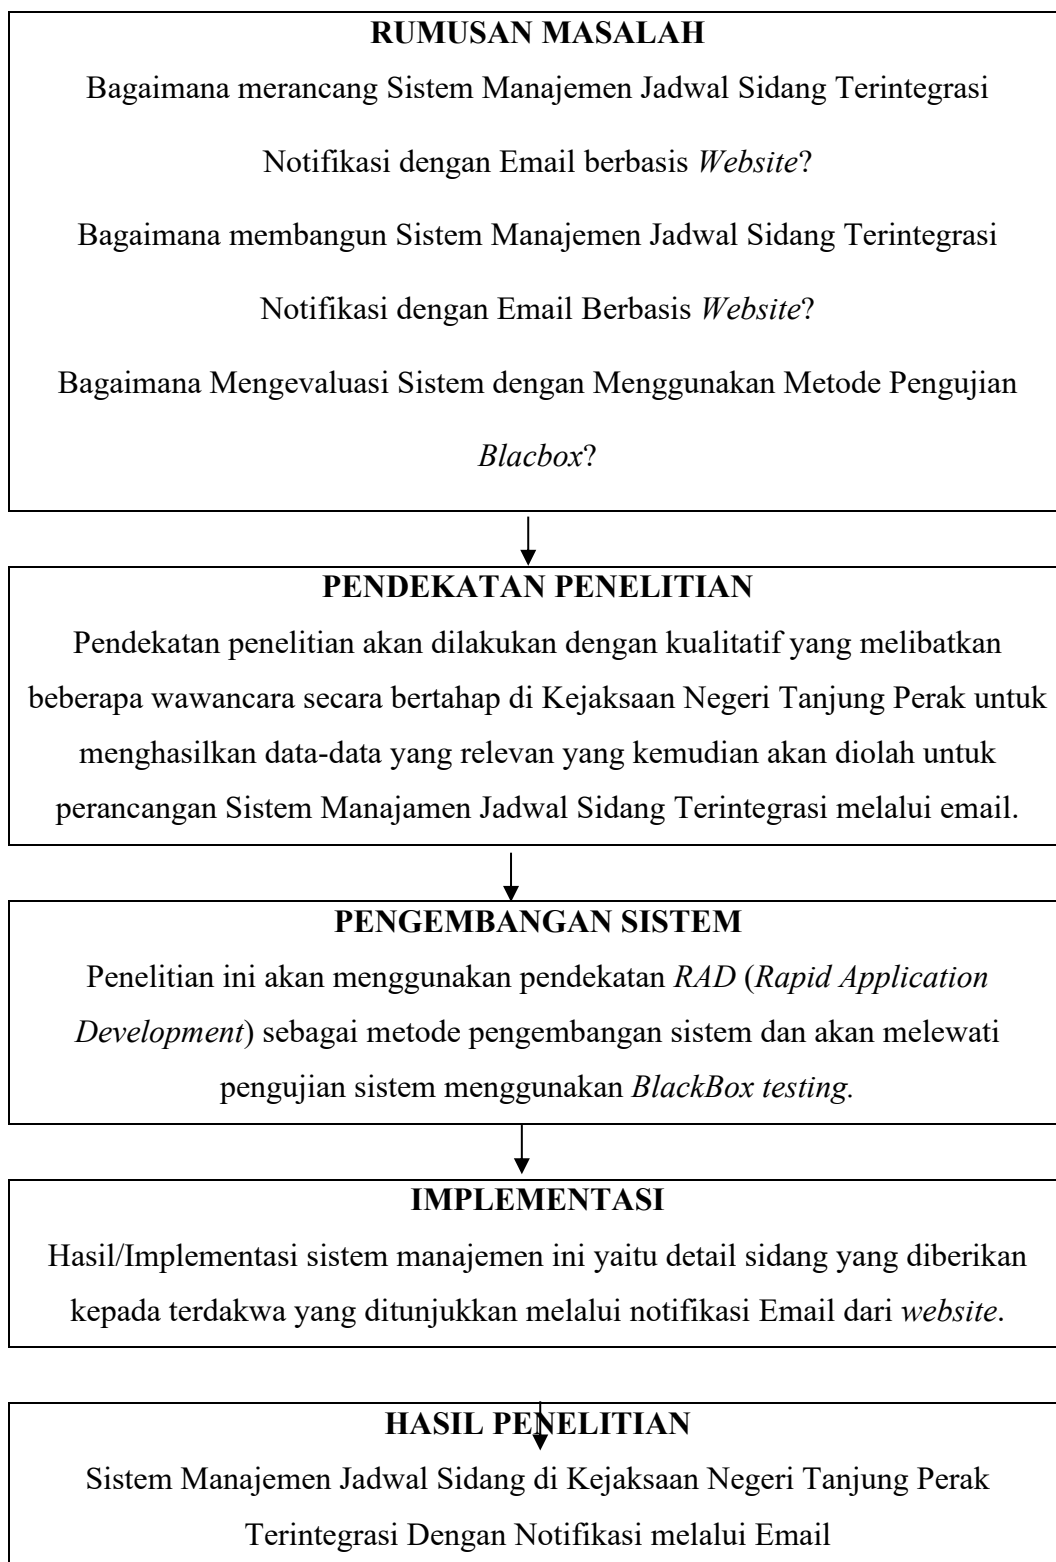 RUMUSAN MASALAH
Bagaimana merancang Sistem Manajemen Jadwal Sidang Terintegrasi
Notifikasi dengan Email berbasis Website?
Bagaimana membangun Sistem Manajemen Jadwal Sidang Terintegrasi
Notifikasi dengan Email Berbasis Website?
Bagaimana Mengevaluasi Sistem dengan Menggunakan Metode Pengujian
Blacbox?
PENDEKATAN PENELITIAN
Pendekatan penelitian akan dilakukan dengan kualitatif yang melibatkan
beberapa wawancara secara bertahap di Kejaksaan Negeri Tanjung Perak untuk
menghasilkan data-data yang relevan yang kemudian akan diolah untuk
perancangan Sistem Manajamen Jadwal Sidang Terintegrasi melalui email.
PENGEMBANGAN SISTEM
Penelitian ini akan menggunakan pendekatan RAD (Rapid Application
Development) sebagai metode pengembangan sistem dan akan melewati
pengujian sistem menggunakan BlackBox testing.
IMPLEMENTASI
Hasil/Implementasi sistem manajemen ini yaitu detail sidang yang diberikan
kepada terdakwa yang ditunjukkan melalui notifikasi Email dari website.
HASIL PENELITIAN
Sistem Manajemen Jadwal Sidang di Kejaksaan Negeri Tanjung Perak
Terintegrasi Dengan Notifikasi melalui Email